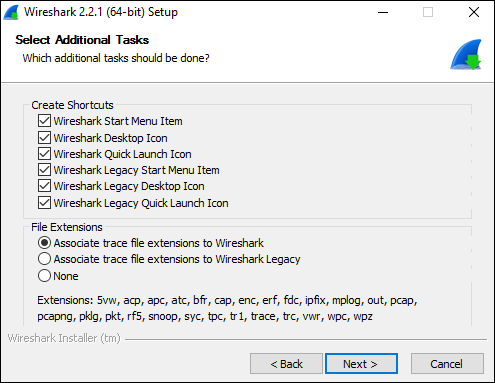 Wireshark 2.2.1 (64-bit) Setup
Select Additional Tasks
Which additional tasks should be done?
Create Shortcuts
Wireshark Start Menu Item
Wireshark Desktop Icon
Wireshark Quick Launch Icon
Wireshark Legacy Start Menu Item
Wireshark Legacy Desktop Icon
Wireshark Legacy Quick Launch Icon
File Extensions
Associate trace file extensions to Wireshark
Associate trace file extensions to Wireshark Legacy
None
Extensions: 5vw, acp, apc, atc, bfr, cap, enc, erf, fdc, ipfix, mplog, out, pcap,
pcapng, pklg, pkt, rf5, snoop, syc, tpc, tr1, trace, trc, vwr, wpc, wpz
Wireshark Installer (tm)
< Back
Next >
Cancel